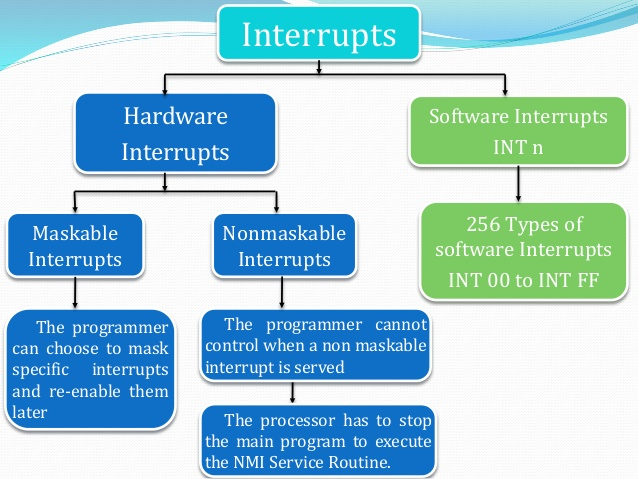 Interrupts
Hardware
Interrupts
Software Interrupts
INT n
Maskable
Interrupts
Nonmaskable
Interrupts
256 Types of
software Interrupts
INT 00 to INT FF
The programmer
can choose to mask
specific interrupts
and re-enable them
later
The programmer cannot
control when a non maskable
interrupt is served
The processor has to stop
the main program to execute
the NMI Service Routine.